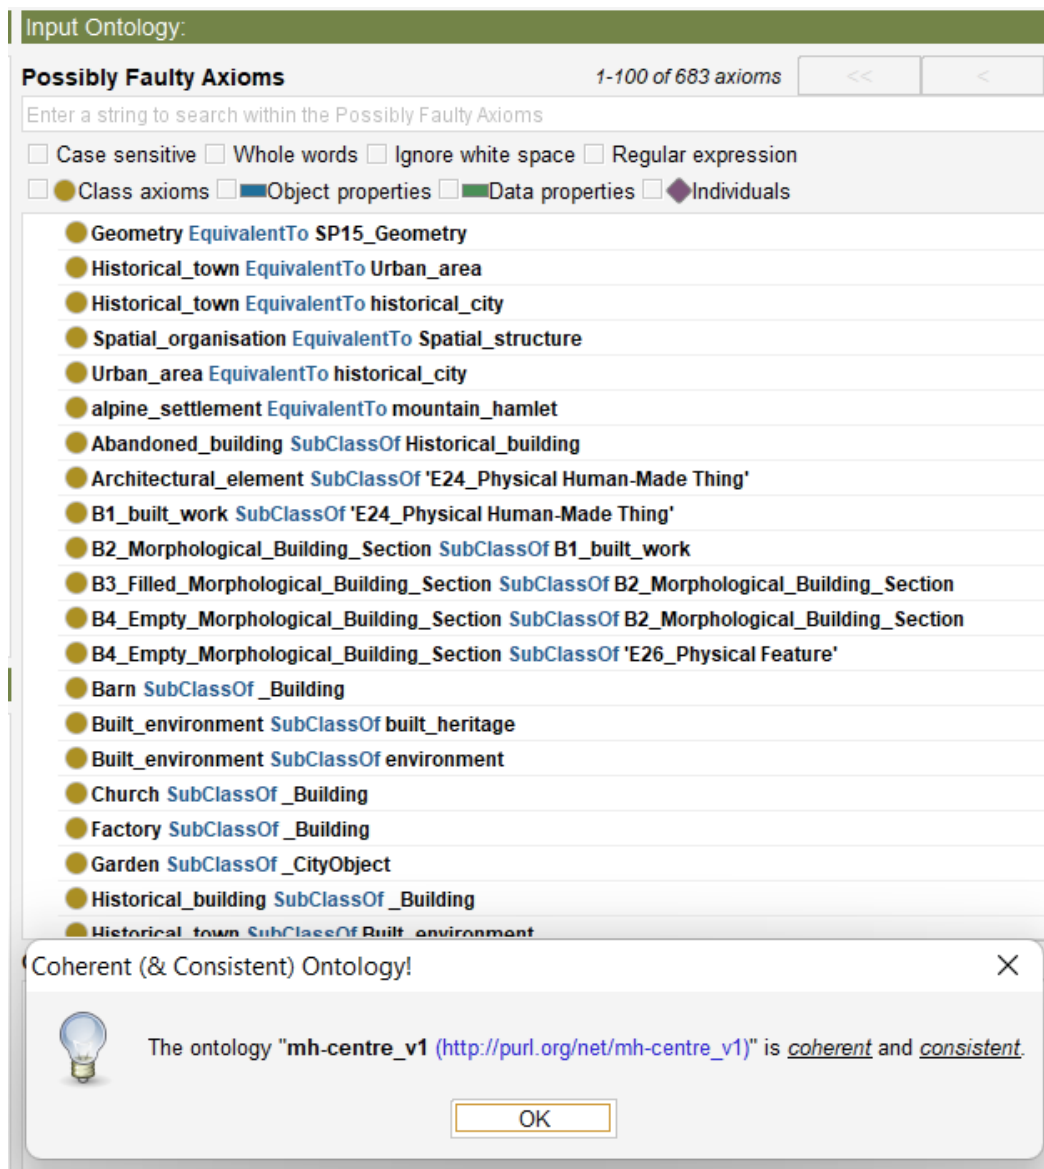 Input Ontology:
Possibly Faulty Axioms 1-100 of 683 axioms << <
Enter a string to search within the Possibly Faulty Axioms
Case sensitive Whole words Ignore white space Regular expression
Class axioms Object properties Data properties Individuals
Geometry EquivalentTo SP15_Geometry
Historical_town EquivalentTo Urban_area
Historical_town EquivalentTo historical_city
Spatial_organisation EquivalentTo Spatial_structure
Urban_area EquivalentTo historical_city
alpine_settlement EquivalentTo mountain_hamlet
Abandoned_building SubClassOf Historical_building
Architectural_element SubClassOf 'E24_Physical Human-Made Thing'
B1_built_work SubClassOf 'E24_Physical Human-Made Thing'
B2_Morphological_Building_Section SubClassOf B1_built_work
B3_Filled_Morphological_Building_Section SubClassOf B2_Morphological_Building_Section
B4_Empty_Morphological_Building_Section SubClassOf B2_Morphological_Building_Section
B4_Empty_Morphological_Building_Section SubClassOf 'E26_Physical Feature'
Barn SubClassOf _Building
Built_environment SubClassOf built_heritage
Built_environment SubClassOf environment
Church SubClassOf _Building
Factory SubClassOf _Building
Garden SubClassOf _CityObject
Historical_building SubClassOf _Building
Historical_town SubClassOf Built_environment
Coherent (& Consistent) Ontology!
The ontology "mh-centre_v1 (http://purl.org/net/mh-centre_v1)" is coherent and consistent.
OK